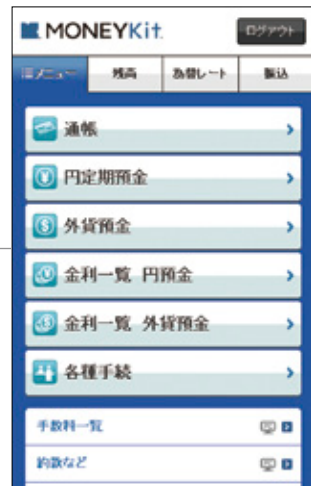 MONEYKit
ログアウト
メニュー 残高 為替レート 振込
通帳
円定期預金
外貨預金
金利一覧 円預金
金利一覧 外貨預金
各種手続
手数料一覧
約款など